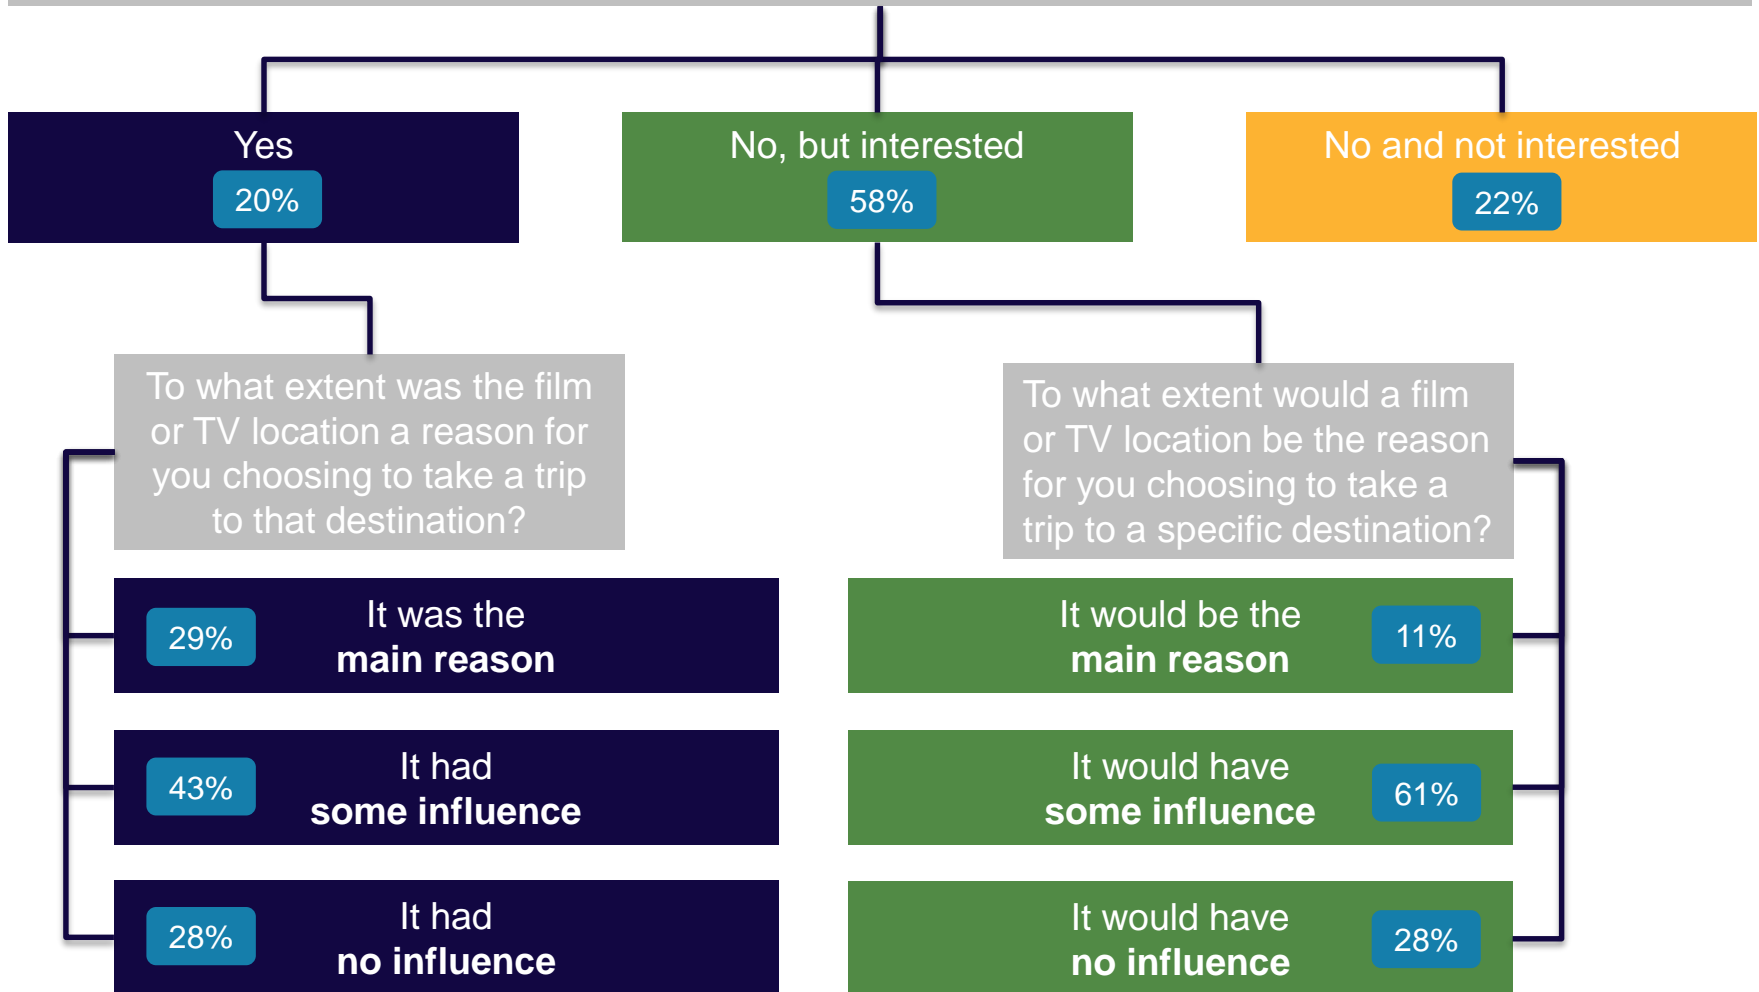 Yes
20%
No, but interested
58%
No and not interested
22%
To what extent was the film
or TV location a reason for
you choosing to take a trip
to that destination?
To what extent would a film
or TV location be the reason
for you choosing to take a
trip to a specific destination?
29%
It was the
main reason
It would be the
main reason
11%
43%
It had
some influence
It would have
some influence
61%
28%
It had
no influence
It would have
no influence
28%